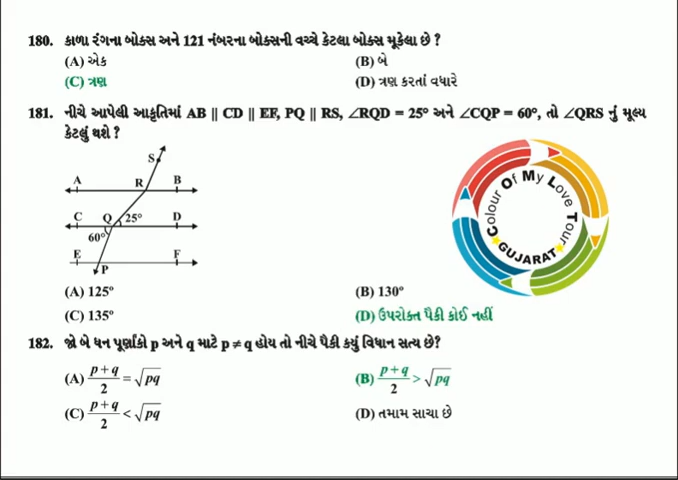 180. કાળા રંગના બોક્સ અને 121 નંબરના બોક્સની વચ્ચે કેટલા બોક્સ મૂકેલા છે ?
(A) એક (B) બે
(C) ત્રણ (D) ત્રણ કરતાં વધારે
181. નીચે આપેલી આકૃતિમાં AB || CD || EF, PQ || RS, ∠RQD = 25° અને ∠CQP = 60°, તો ∠QRS નું મૂલ્ય
કેટલું થશે ?
S
A R B
C Q 25° D
60°
E F
P
Colour Of My Love Tour
GUJARAT
(A) 125° (B) 130°
(C) 135° (D) ઉપરોક્ત પૈકી કોઈ નહીં
182. જો બે ધન પૂર્ણાંકો p અને q માટે p ≠ q હોય તો નીચે પૈકી કયું વિધાન સત્ય છે?
(A) (p + q)/2 = √pq (B) (p + q)/2 > √pq
(C) (p + q)/2 < √pq (D) તમામ સાચા છે